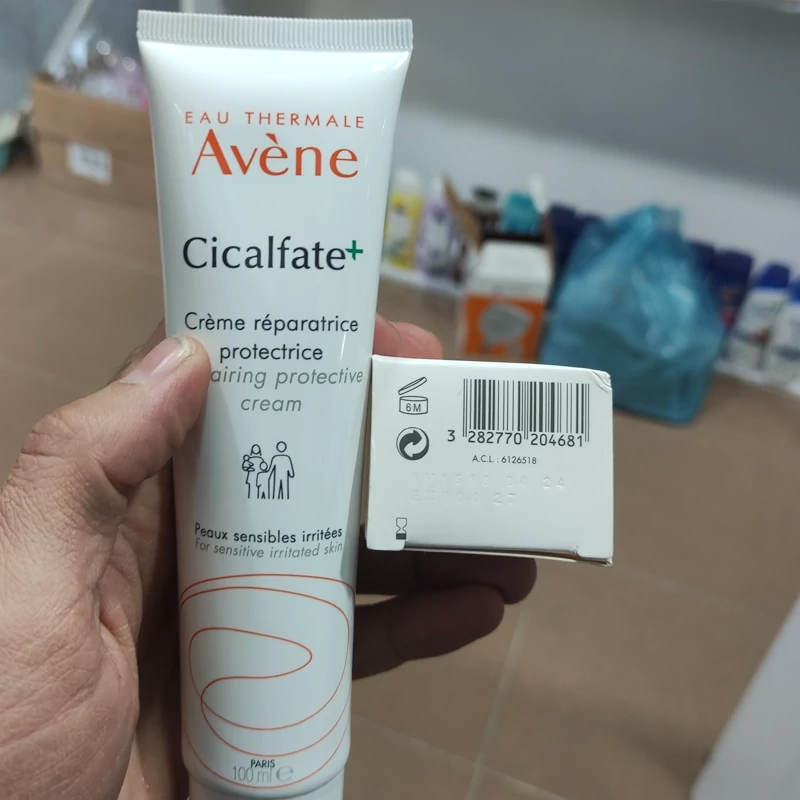 EAU THERMALE
Avène
Cicalfate+
Crème réparatrice
protectrice
airing protective
cream
Peaux sensibles irritées
For sensitive irritated skin
PARIS
100 ml e
6M
3 282770 204681
A.C.L : 6126518